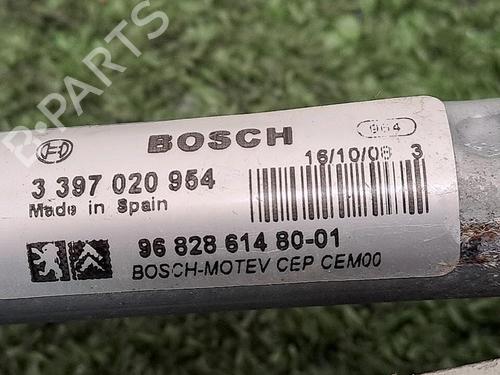 B-Parts
BOSCH
964
16/10/08 3
3 397 020 954
Made in Spain
96 828 614 80-01
BOSCH-MOTEV CEP CEM00